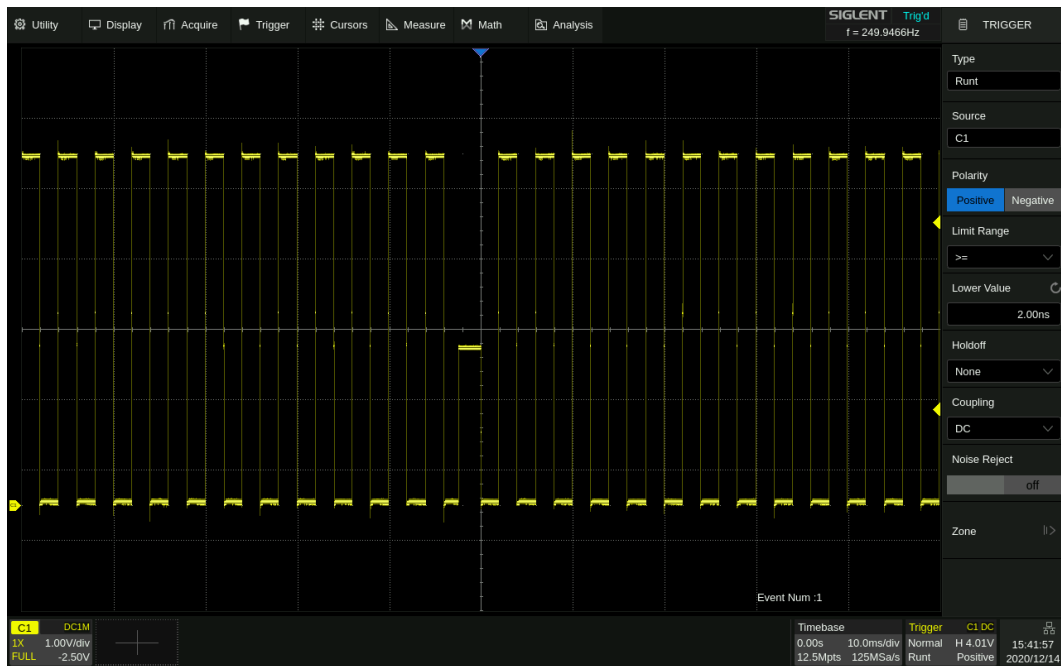 Utility Display Acquire Trigger Cursors Measure Math Analysis
SIGLENT Trig'd
f = 249.9466Hz
TRIGGER
Type
Runt
Source
C1
Polarity
Positive Negative
Limit Range
>=
Lower Value
2.00ns
Holdoff
None
Coupling
DC
Noise Reject
off
Zone
Event Num :1
C1 DC1M
1X 1.00V/div
FULL -2.50V
Timebase
0.00s 10.0ms/div
12.5Mpts 125MSa/s
Trigger C1 DC
Normal H 4.01V
Runt Positive
15:41:57
2020/12/14